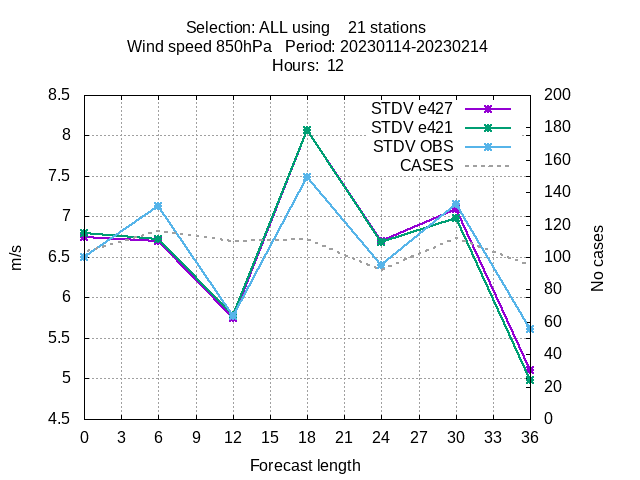 Selection: ALL using    21 stations
Wind speed 850hPa   Period: 20230114-20230214
Hours:  12
STDV e427
STDV e421
STDV OBS
CASES
8.5
8
7.5
7
6.5
6
5.5
5
4.5
m/s
200
180
160
140
120
100
80
60
40
20
0
No cases
0 3 6 9 12 15 18 21 24 27 30 33 36
Forecast length